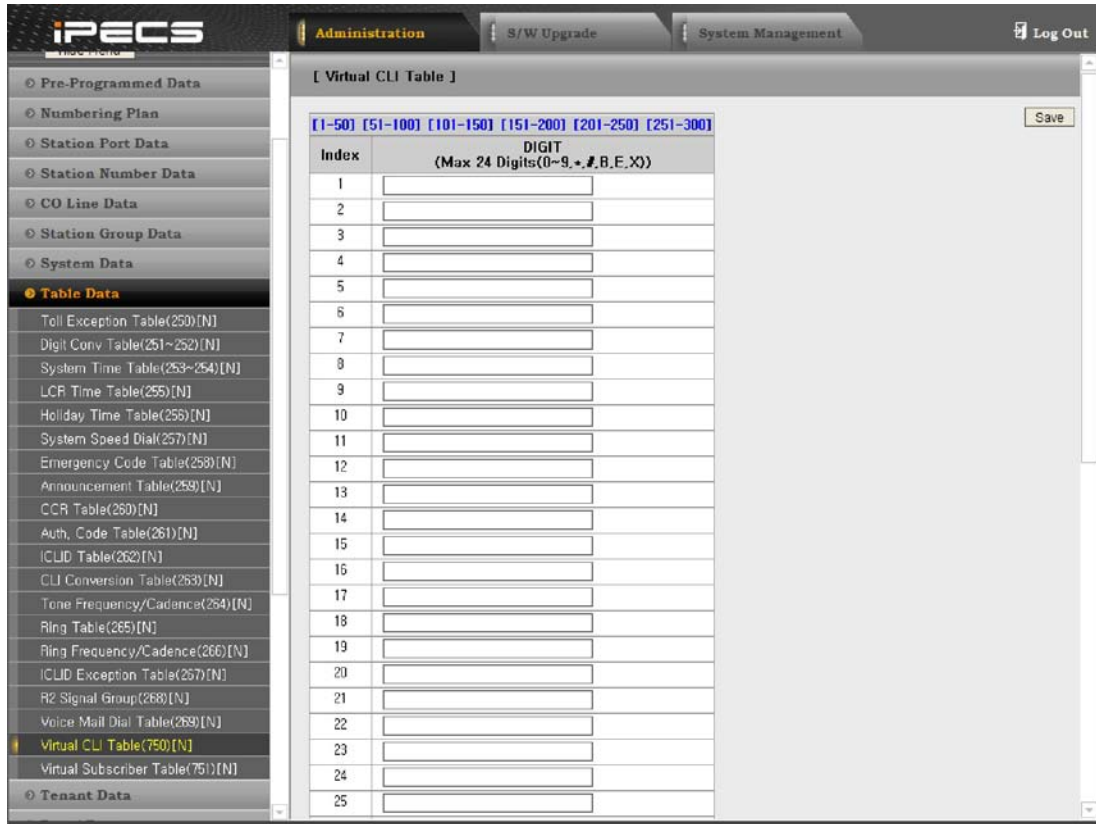 iPECS
Administration
S/W Upgrade
System Management
Log Out
Hide Menu
Pre-Programmed Data
Numbering Plan
Station Port Data
Station Number Data
CO Line Data
Station Group Data
System Data
Table Data
Toll Exception Table(250)[N]
Digit Conv Table(251~252)[N]
System Time Table(253~254)[N]
LCR Time Table(255)[N]
Holiday Time Table(256)[N]
System Speed Dial(257)[N]
Emergency Code Table(258)[N]
Announcement Table(259)[N]
CCR Table(260)[N]
Auth, Code Table(261)[N]
ICLID Table(262)[N]
CLI Conversion Table(263)[N]
Tone Frequency/Cadence(264)[N]
Ring Table(265)[N]
Ring Frequency/Cadence(266)[N]
ICLID Exception Table(267)[N]
R2 Signal Group(268)[N]
Voice Mail Dial Table(269)[N]
Virtual CLI Table(750)[N]
Virtual Subscriber Table(751)[N]
Tenant Data
[ Virtual CLI Table ]
Save
[1-50] [51-100] [101-150] [151-200] [201-250] [251-300]
Index
DIGIT
(Max 24 Digits(0~9,*,#,B,E,X))
1
2
3
4
5
6
7
8
9
10
11
12
13
14
15
16
17
18
19
20
21
22
23
24
25